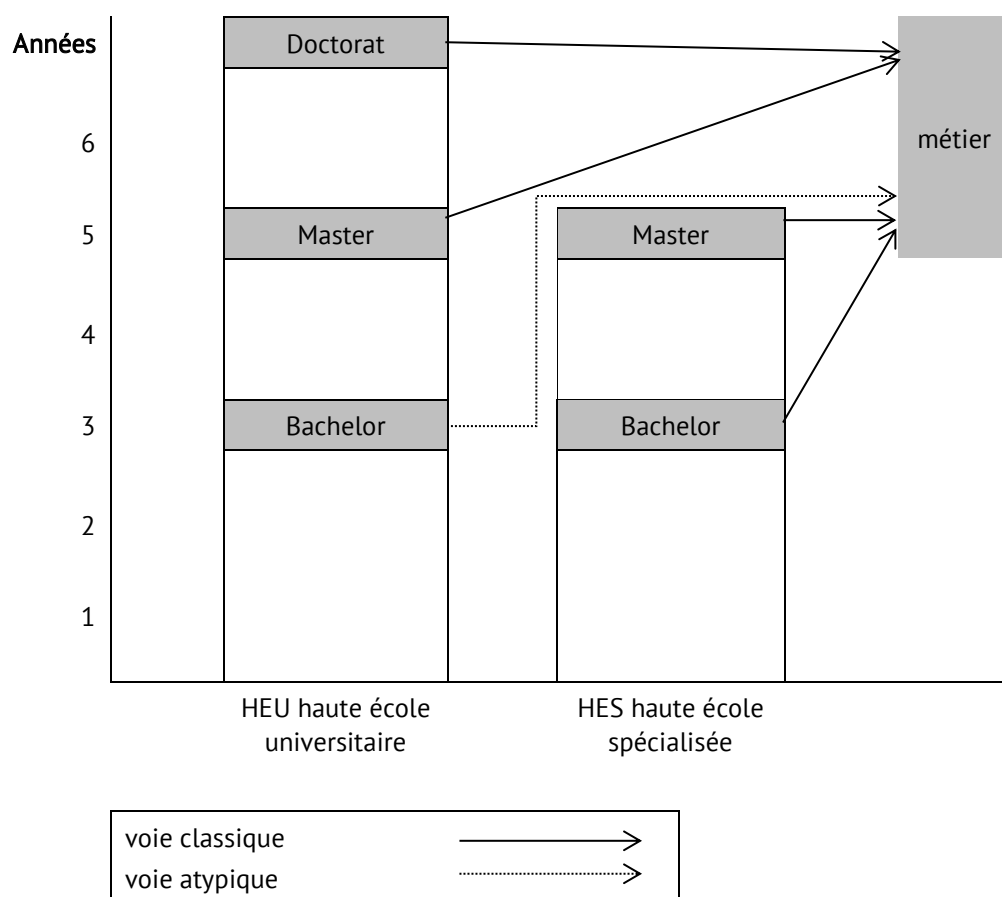 Années
Doctorat
6
métier
5
Master
Master
4
3
Bachelor
Bachelor
2
1
HEU haute école
universitaire
HES haute école
spécialisée
voie classique
voie atypique